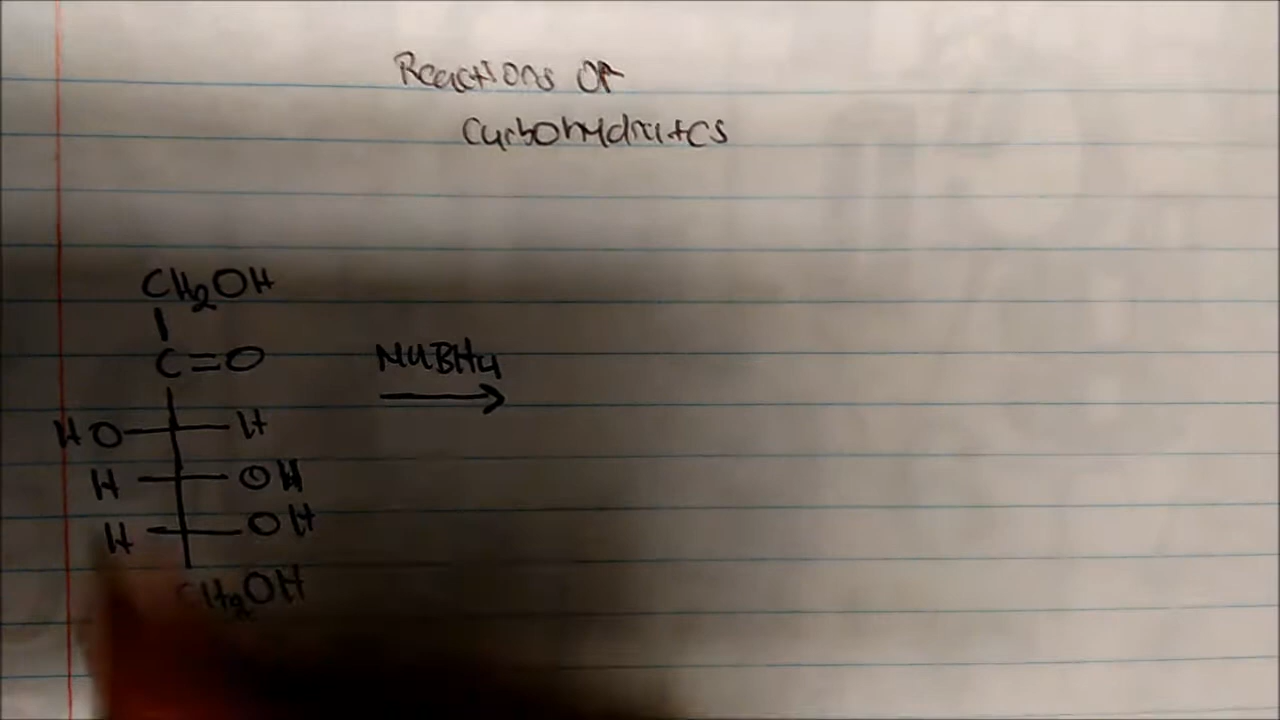 Reactions Of
Carbohydrates
CH2OH
C=O
NaBH4
HO H
H OH
H OH
CH2OH